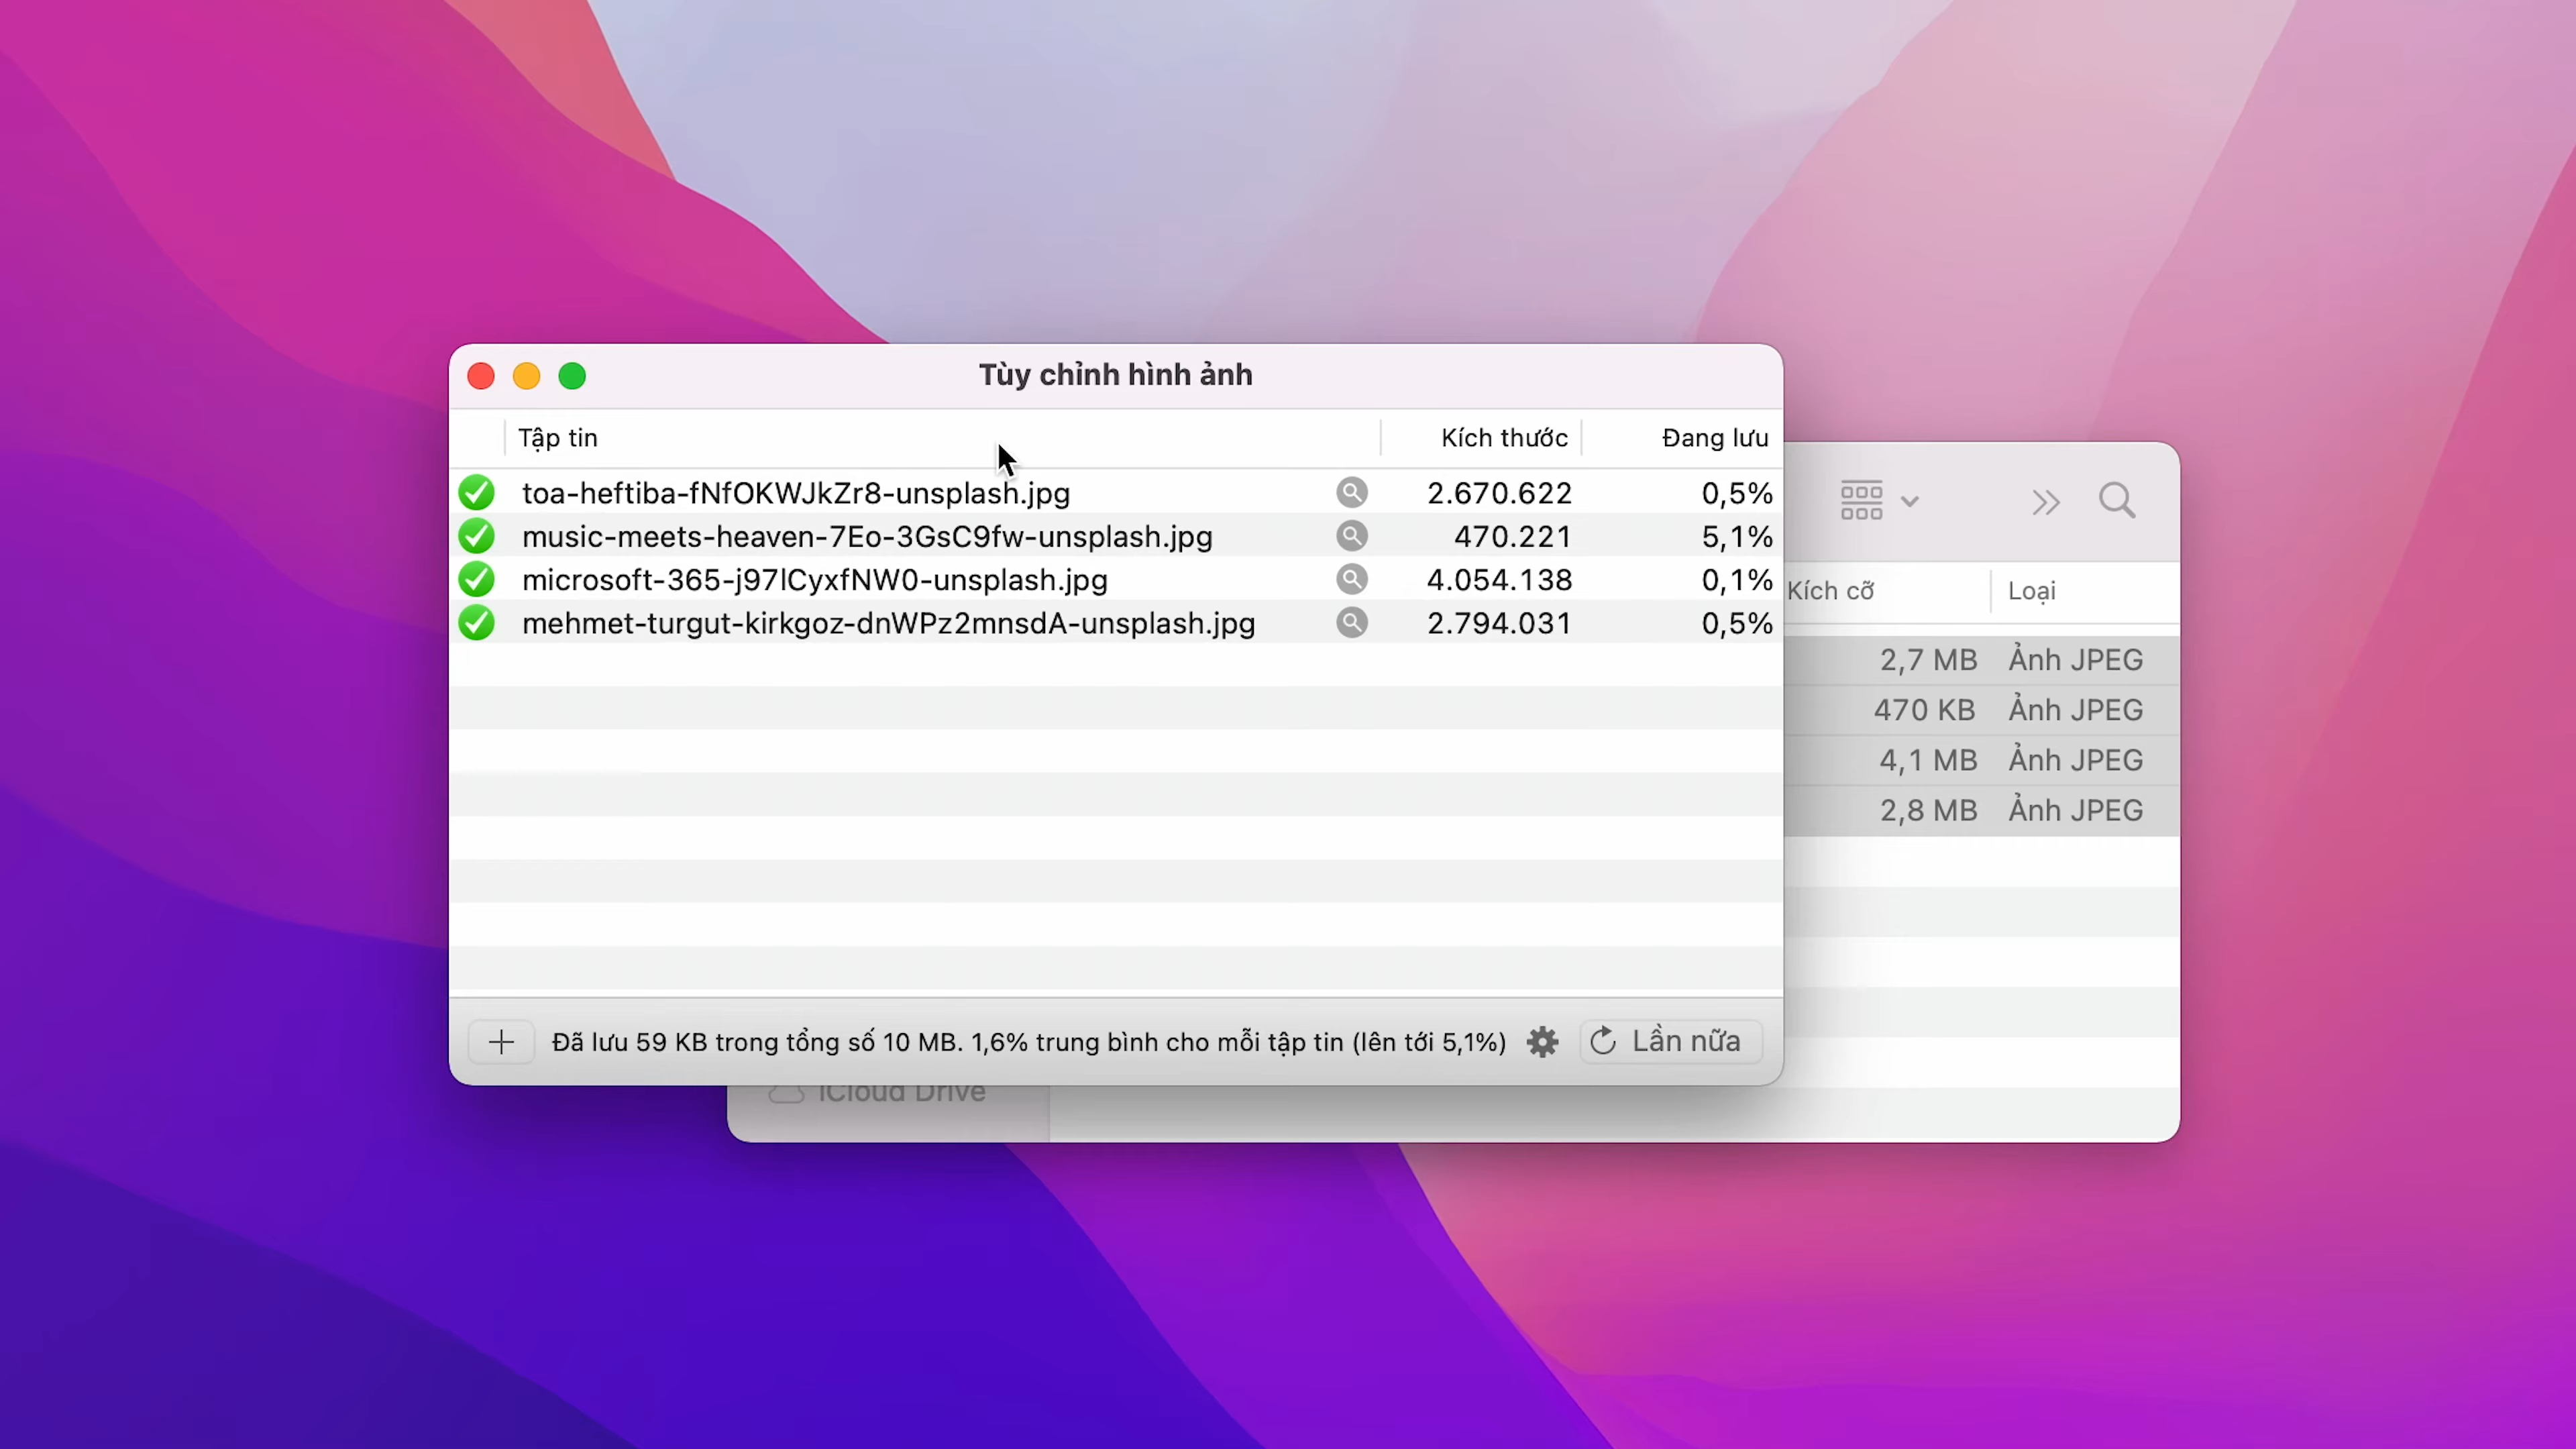 Tùy chỉnh hình ảnh
Tập tin Kích thước Đang lưu
toa-heftiba-fNfOKWJkZr8-unsplash.jpg 2.670.622 0,5%
music-meets-heaven-7Eo-3GsC9fw-unsplash.jpg 470.221 5,1%
microsoft-365-j97lCyxfNW0-unsplash.jpg 4.054.138 0,1%
mehmet-turgut-kirkgoz-dnWPz2mnsdA-unsplash.jpg 2.794.031 0,5%
Đã lưu 59 KB trong tổng số 10 MB. 1,6% trung bình cho mỗi tập tin (lên tới 5,1%) Lần nữa
Kích cỡ Loại
2,7 MB Ảnh JPEG
470 KB Ảnh JPEG
4,1 MB Ảnh JPEG
2,8 MB Ảnh JPEG
iCloud Drive